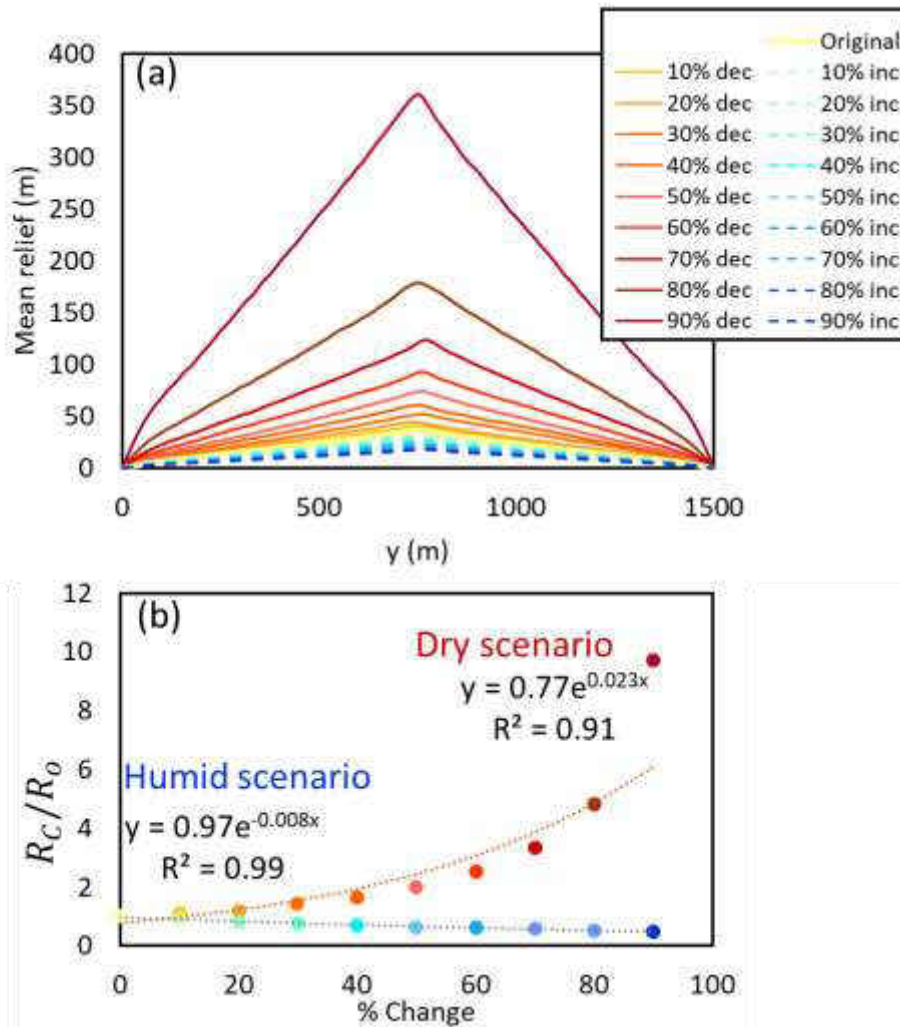 (a)
Mean relief (m)
400
350
300
250
200
150
100
50
0
0 500 1000 1500
y (m)
Original
10% dec 10% inc
20% dec 20% inc
30% dec 30% inc
40% dec 40% inc
50% dec 50% inc
60% dec 60% inc
70% dec 70% inc
80% dec 80% inc
90% dec 90% inc
(b)
R_C/R_o
12
10
8
6
4
2
0
Dry scenario
y = 0.77e^0.023x
R² = 0.91
Humid scenario
y = 0.97e^-0.008x
R² = 0.99
0 20 40 60 80 100
% Change